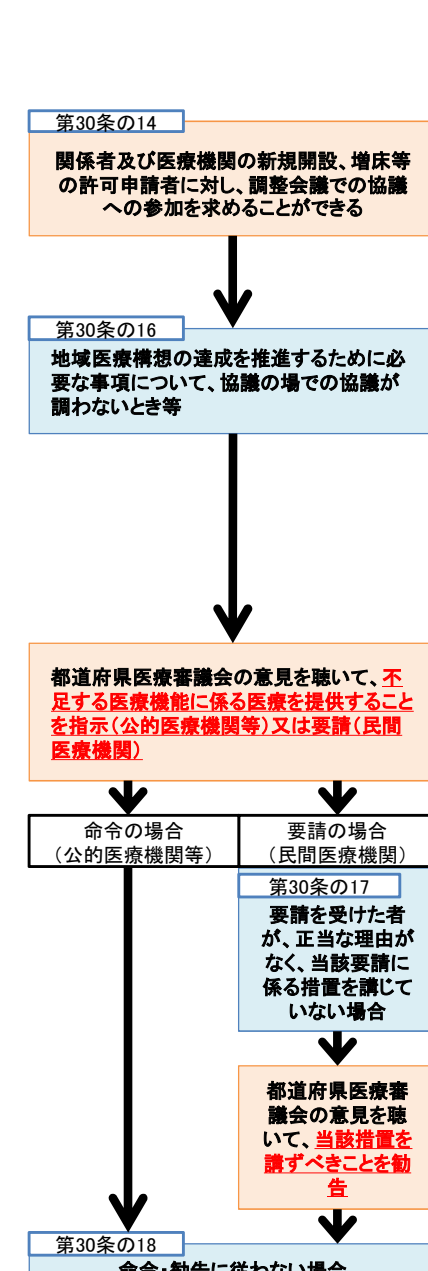 第30条の14
関係者及び医療機関の新規開設、増床等
の許可申請者に対し、調整会議での協議
への参加を求めることができる
第30条の16
地域医療構想の達成を推進するために必
要な事項について、協議の場での協議が
調わないとき等
都道府県医療審議会の意見を聴いて、不
足する医療機能に係る医療を提供すること
を指示(公的医療機関等)又は要請(民間
医療機関)
命令の場合
(公的医療機関等)
要請の場合
(民間医療機関)
第30条の17
要請を受けた者
が、正当な理由が
なく、当該要請に
係る措置を講じて
いない場合
都道府県医療審
議会の意見を聴
いて、当該措置を
講ずべきことを勧
告
第30条の18
命令・勧告に従わない場合